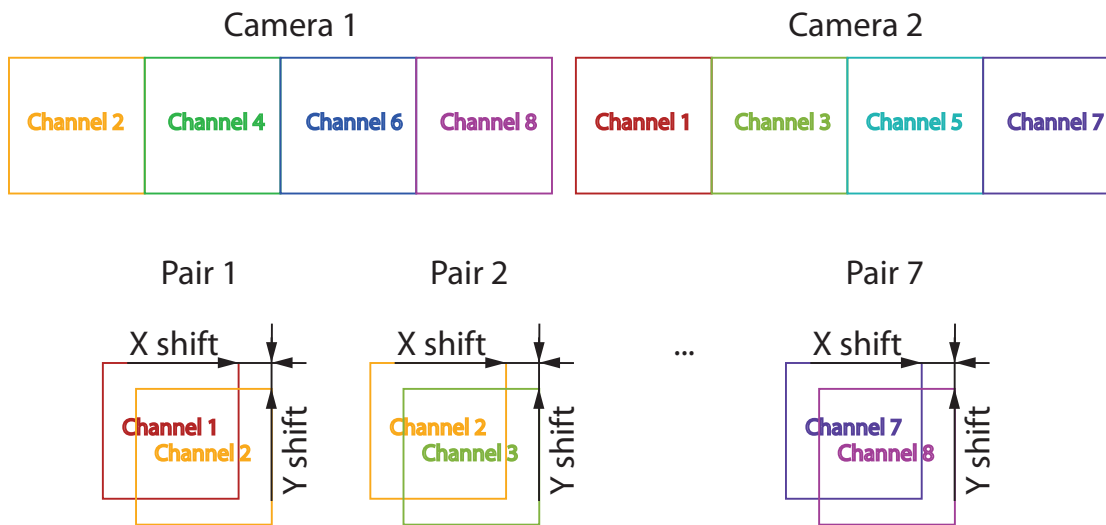 Camera 1
Camera 2
Channel 2
Channel 4
Channel 6
Channel 8
Channel 1
Channel 3
Channel 5
Channel 7
Pair 1
Pair 2
Pair 7
X shift
X shift
...
X shift
Channel 1
Channel 2
Y shift
Channel 2
Channel 3
Y shift
Channel 7
Channel 8
Y shift